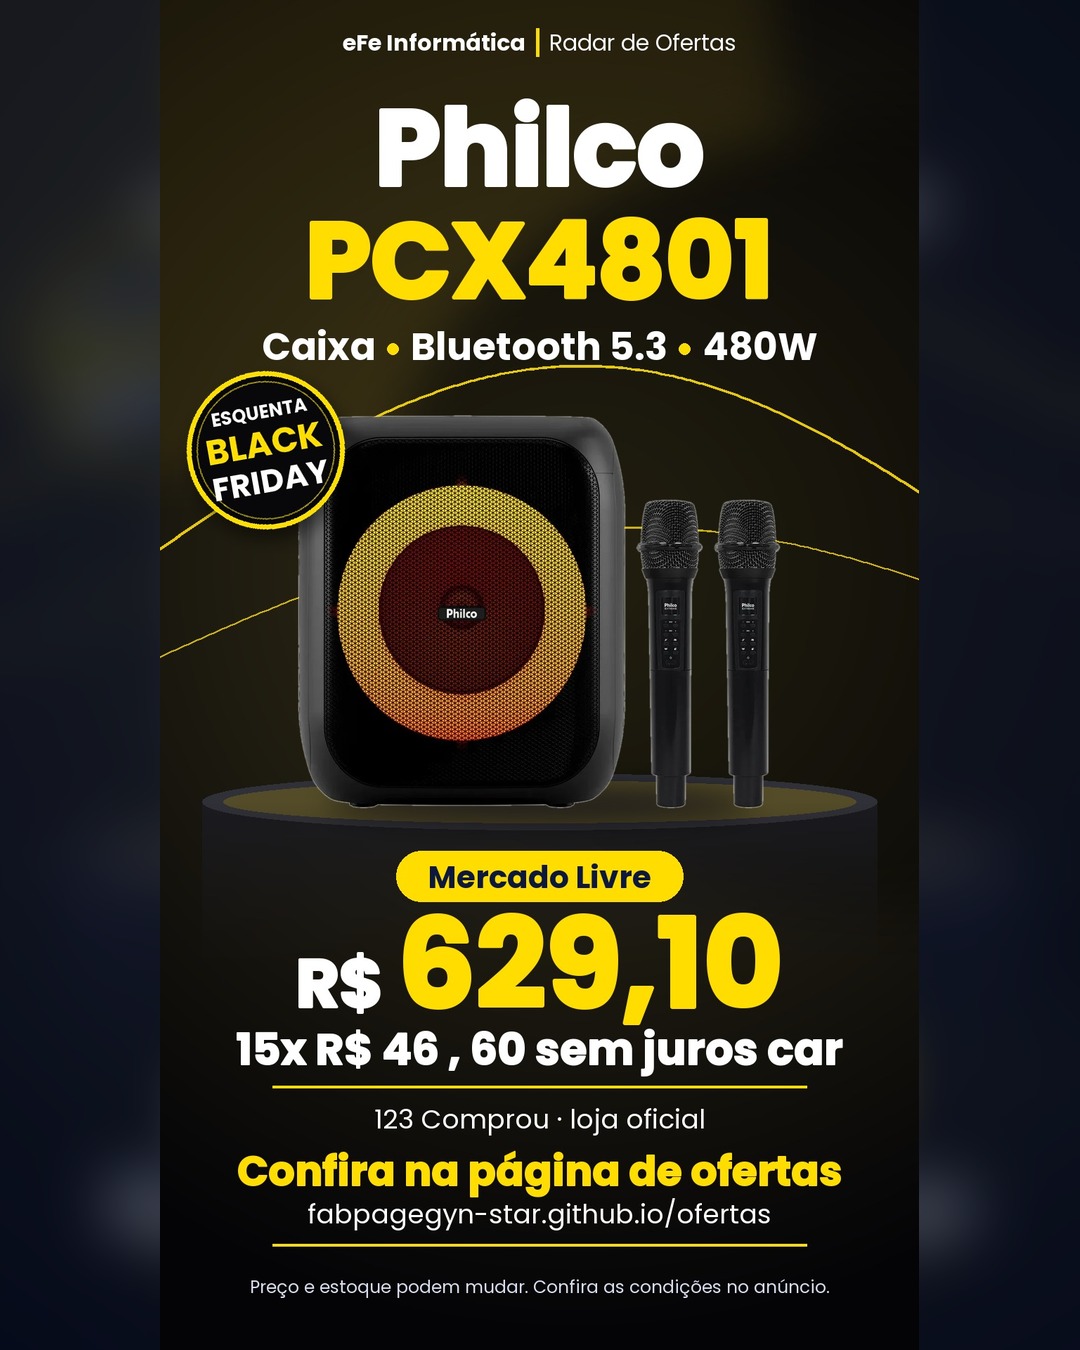 eFe Informática | Radar de Ofertas
Philco
PCX4801
Caixa • Bluetooth 5.3 • 480W
ESQUENTA
BLACK
FRIDAY
Philco
Philco
Philco
Mercado Livre
R$ 629,10
15x R$ 46 , 60 sem juros car
123 Comprou · loja oficial
Confira na página de ofertas
fabpagegyn-star.github.io/ofertas
Preço e estoque podem mudar. Confira as condições no anúncio.